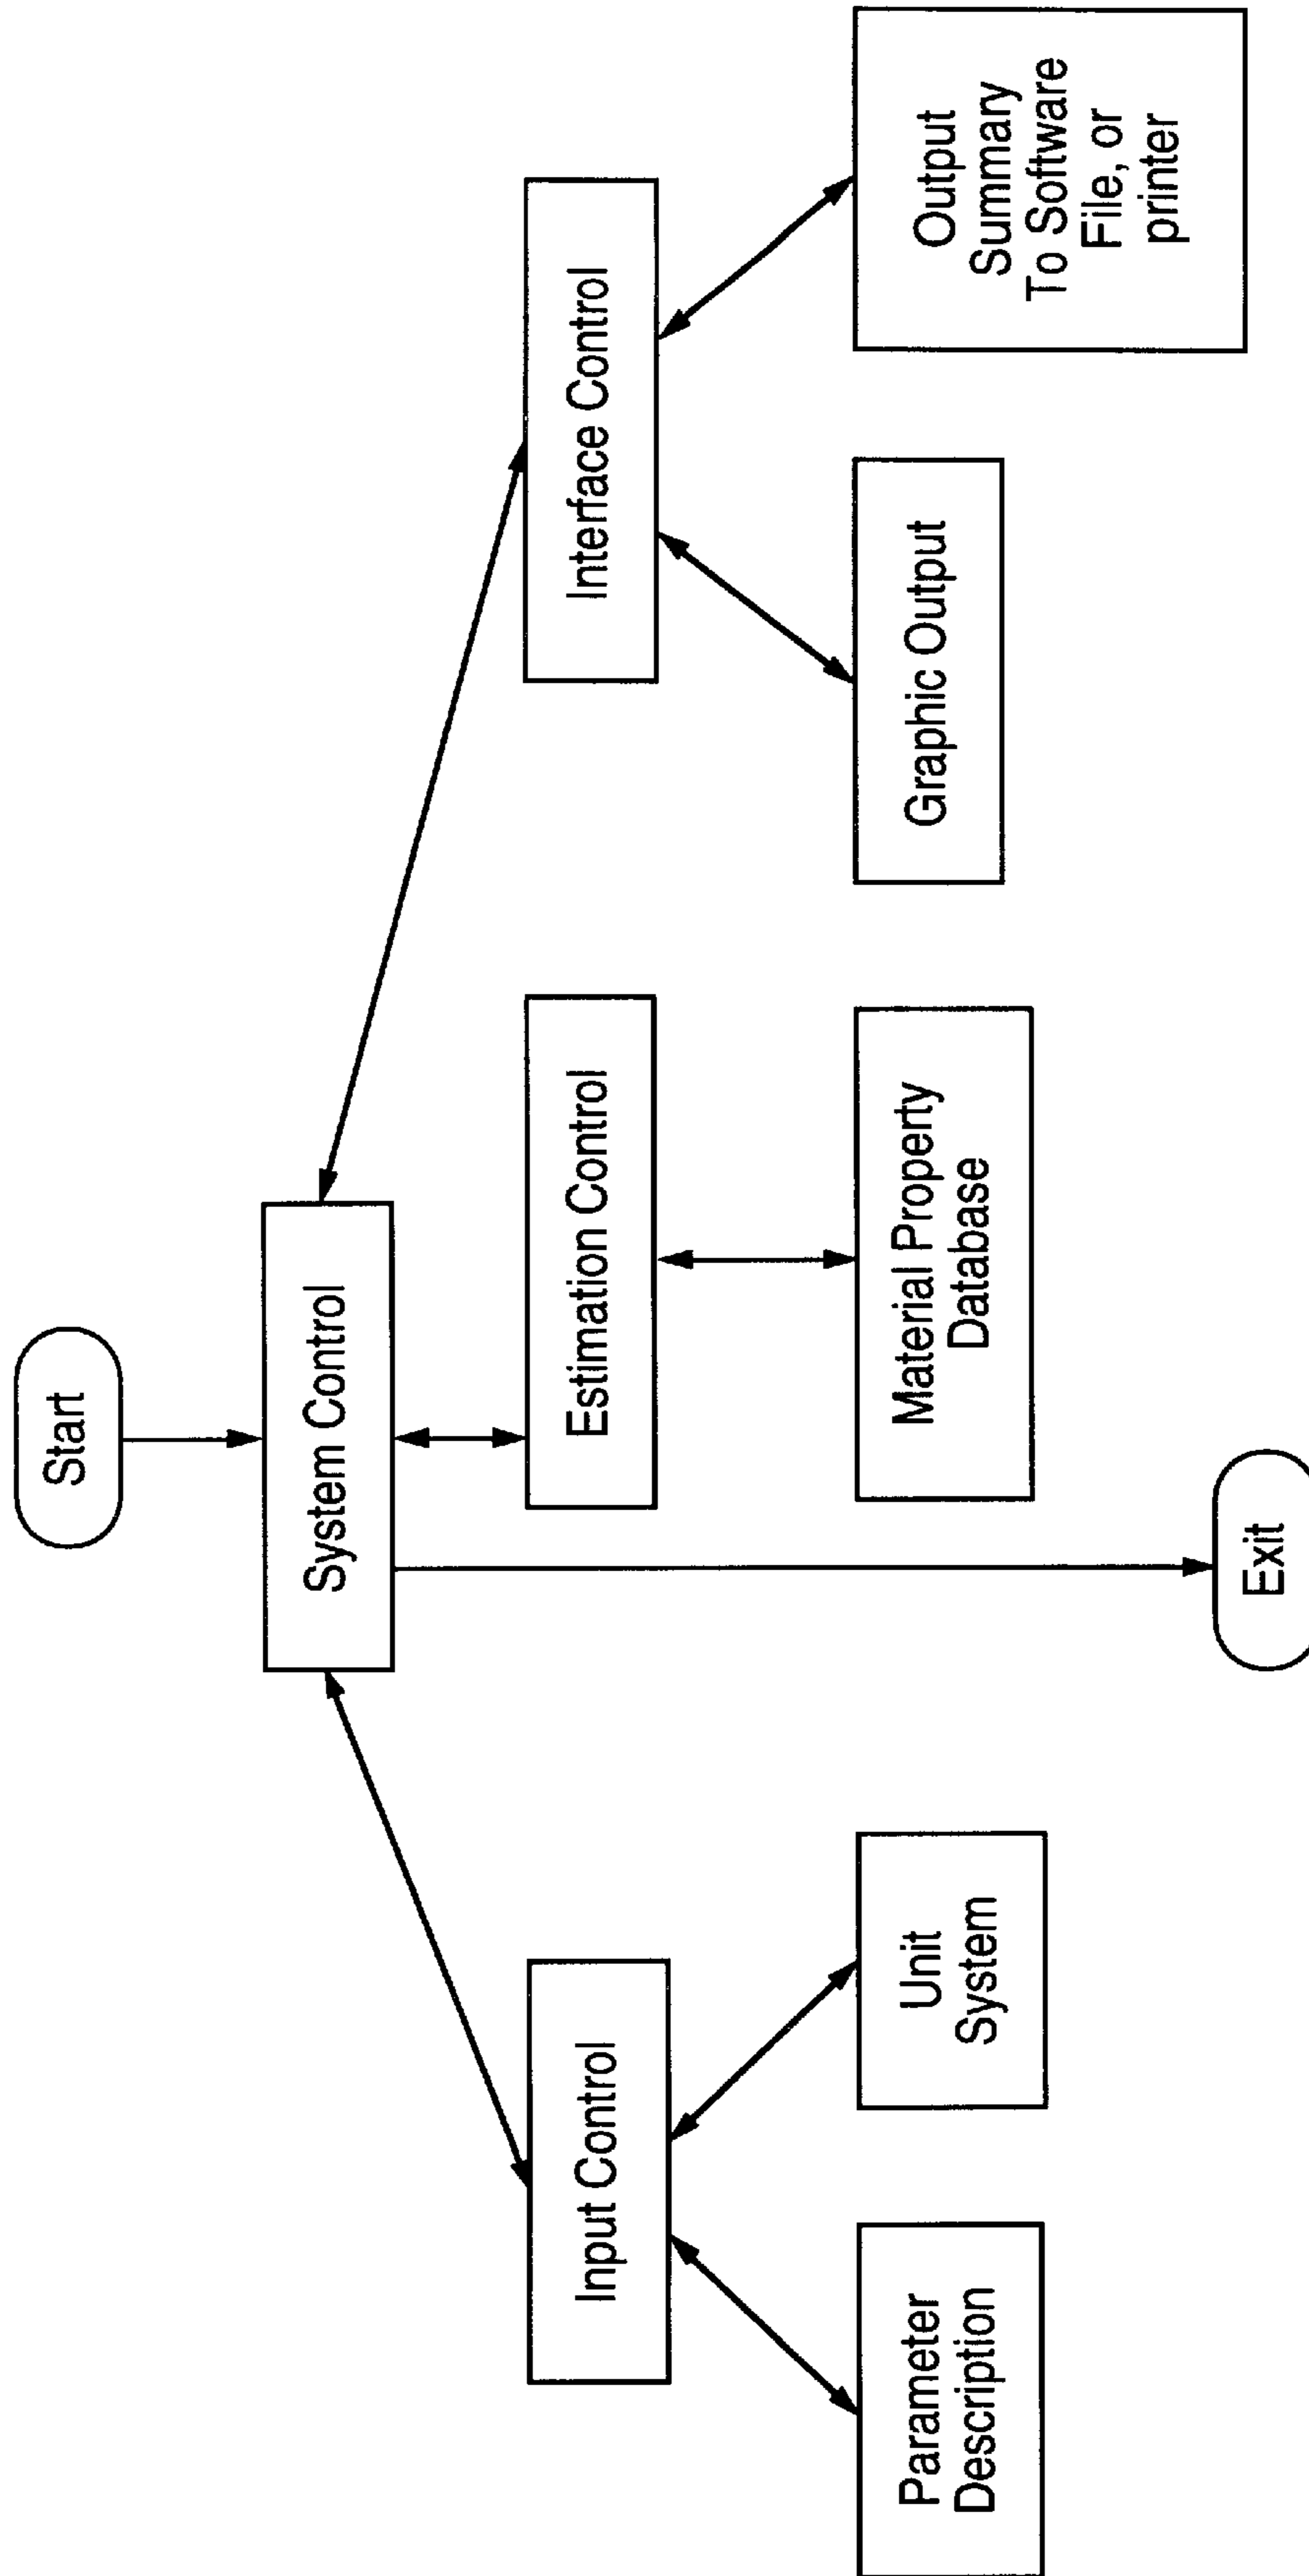 Start
System Control
Input Control
Estimation Control
Interface Control
Parameter
Description
Unit
System
Material Property
Database
Graphic Output
Output
Summary
To Software
File, or
printer
Exit